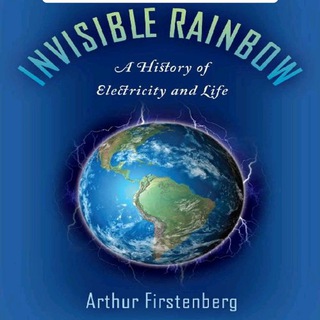 INVISIBLE RAINBOW
A History of
Electricity and Life
Arthur Firstenberg